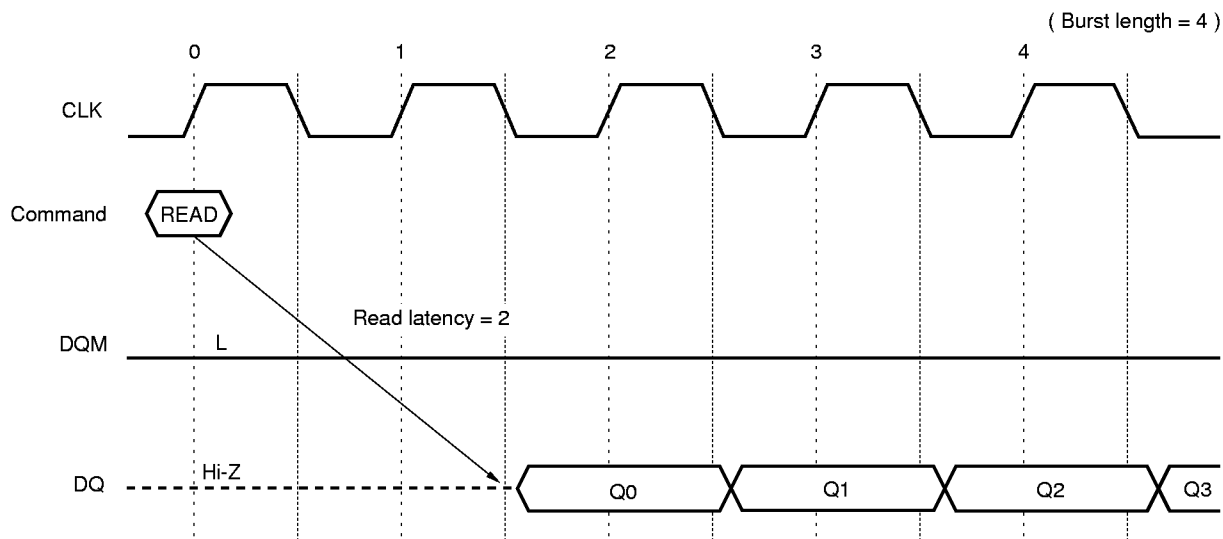 ( Burst length = 4 )
0 1 2 3 4
CLK
Command READ
Read latency = 2
DQM L
Hi-Z
DQ Q0 Q1 Q2 Q3